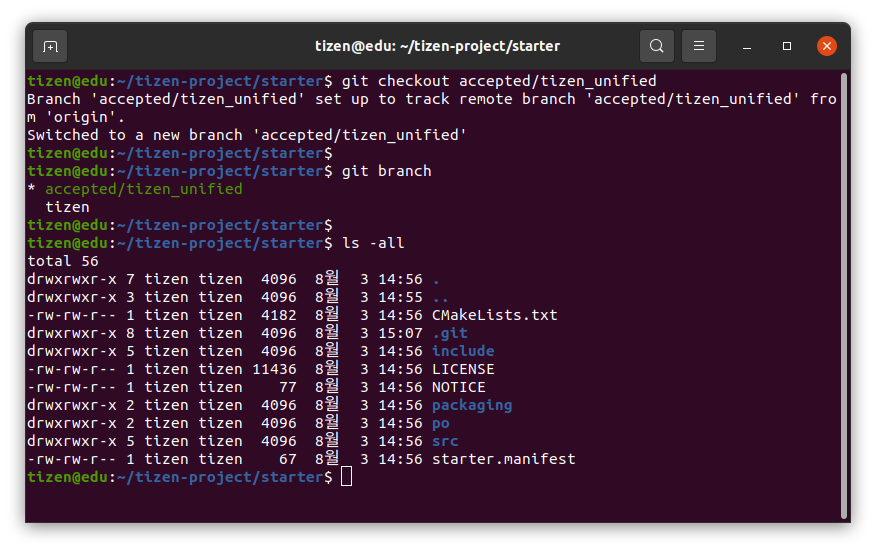 tizen@edu: ~/tizen-project/starter
tizen@edu:~/tizen-project/starter$ git checkout accepted/tizen_unified
Branch 'accepted/tizen_unified' set up to track remote branch 'accepted/tizen_unified' fro
m 'origin'.
Switched to a new branch 'accepted/tizen_unified'
tizen@edu:~/tizen-project/starter$
tizen@edu:~/tizen-project/starter$ git branch
* accepted/tizen_unified
  tizen
tizen@edu:~/tizen-project/starter$
tizen@edu:~/tizen-project/starter$ ls -all
total 56
drwxrwxr-x 7 tizen tizen  4096  8월  3 14:56 .
drwxrwxr-x 3 tizen tizen  4096  8월  3 14:55 ..
-rw-rw-r-- 1 tizen tizen  4182  8월  3 14:56 CMakeLists.txt
drwxrwxr-x 8 tizen tizen  4096  8월  3 15:07 .git
drwxrwxr-x 5 tizen tizen  4096  8월  3 14:56 include
-rw-rw-r-- 1 tizen tizen 11436  8월  3 14:56 LICENSE
-rw-rw-r-- 1 tizen tizen    77  8월  3 14:56 NOTICE
drwxrwxr-x 2 tizen tizen  4096  8월  3 14:56 packaging
drwxrwxr-x 2 tizen tizen  4096  8월  3 14:56 po
drwxrwxr-x 5 tizen tizen  4096  8월  3 14:56 src
-rw-rw-r-- 1 tizen tizen    67  8월  3 14:56 starter.manifest
tizen@edu:~/tizen-project/starter$